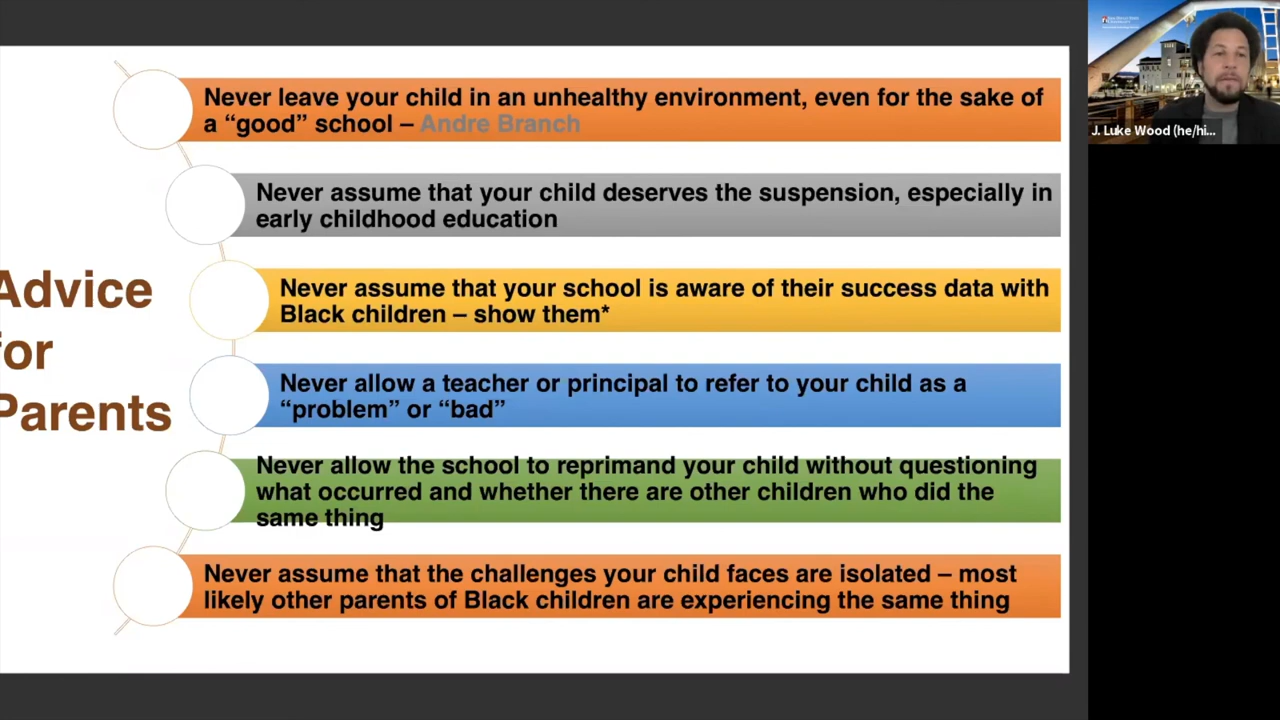 Never leave your child in an unhealthy environment, even for the sake of
a “good” school – Andre Branch
Never assume that your child deserves the suspension, especially in
early childhood education
Never assume that your school is aware of their success data with
Black children – show them*
Never allow a teacher or principal to refer to your child as a
“problem” or “bad”
Never allow the school to reprimand your child without questioning
what occurred and whether there are other children who did the
same thing
Never assume that the challenges your child faces are isolated – most
likely other parents of Black children are experiencing the same thing
Advice
for
Parents
J. Luke Wood (he/hi...